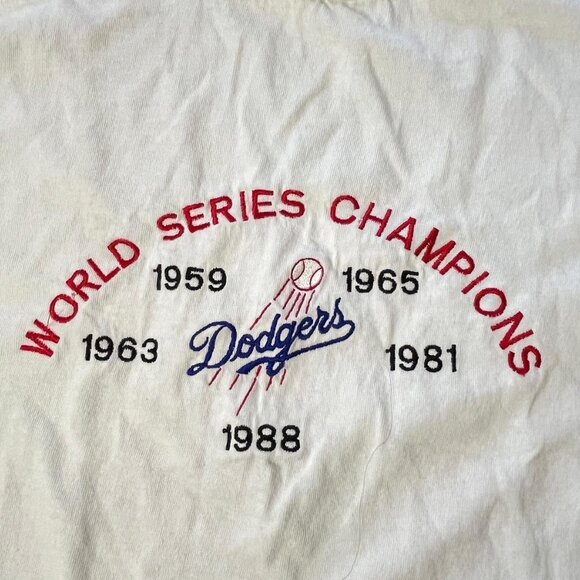 WORLD SERIES CHAMPIONS
1959 1965
1963 Dodgers 1981
1988